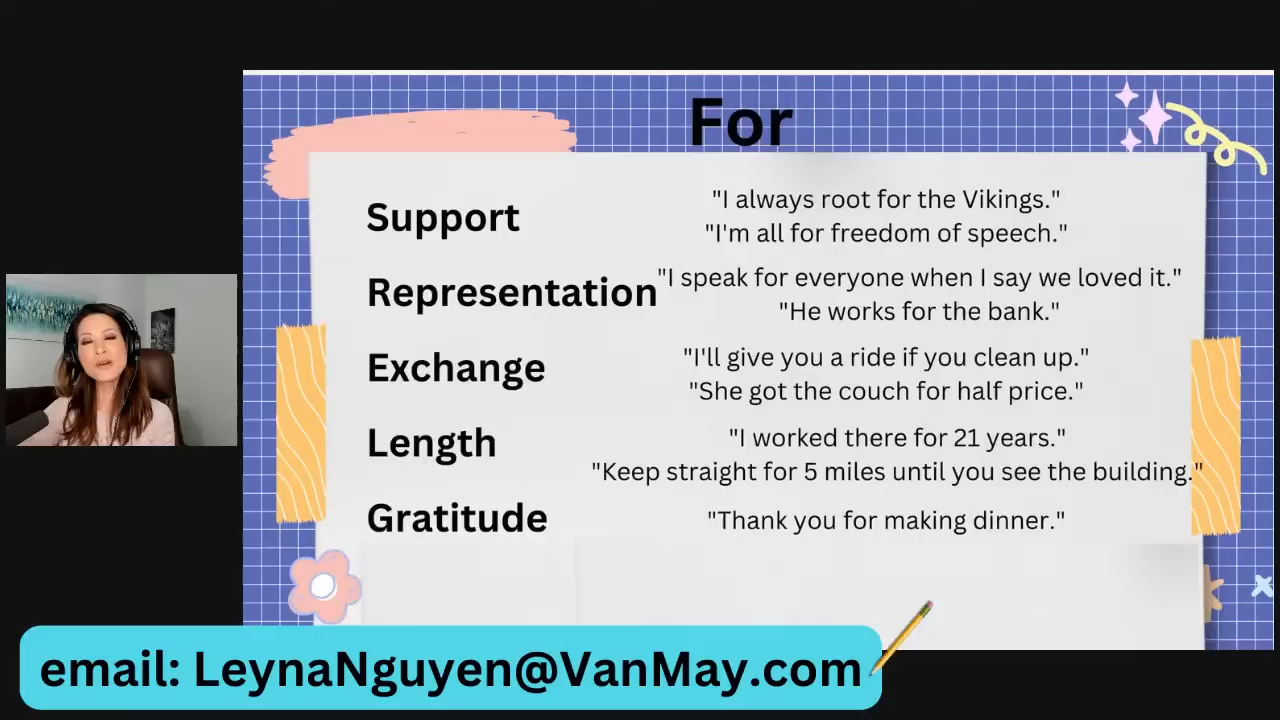 For
Support
"I always root for the Vikings."
"I'm all for freedom of speech."
Representation
"I speak for everyone when I say we loved it."
"He works for the bank."
Exchange
"I'll give you a ride if you clean up."
"She got the couch for half price."
Length
"I worked there for 21 years."
"Keep straight for 5 miles until you see the building."
Gratitude
"Thank you for making dinner."
email: LeynaNguyen@VanMay.com